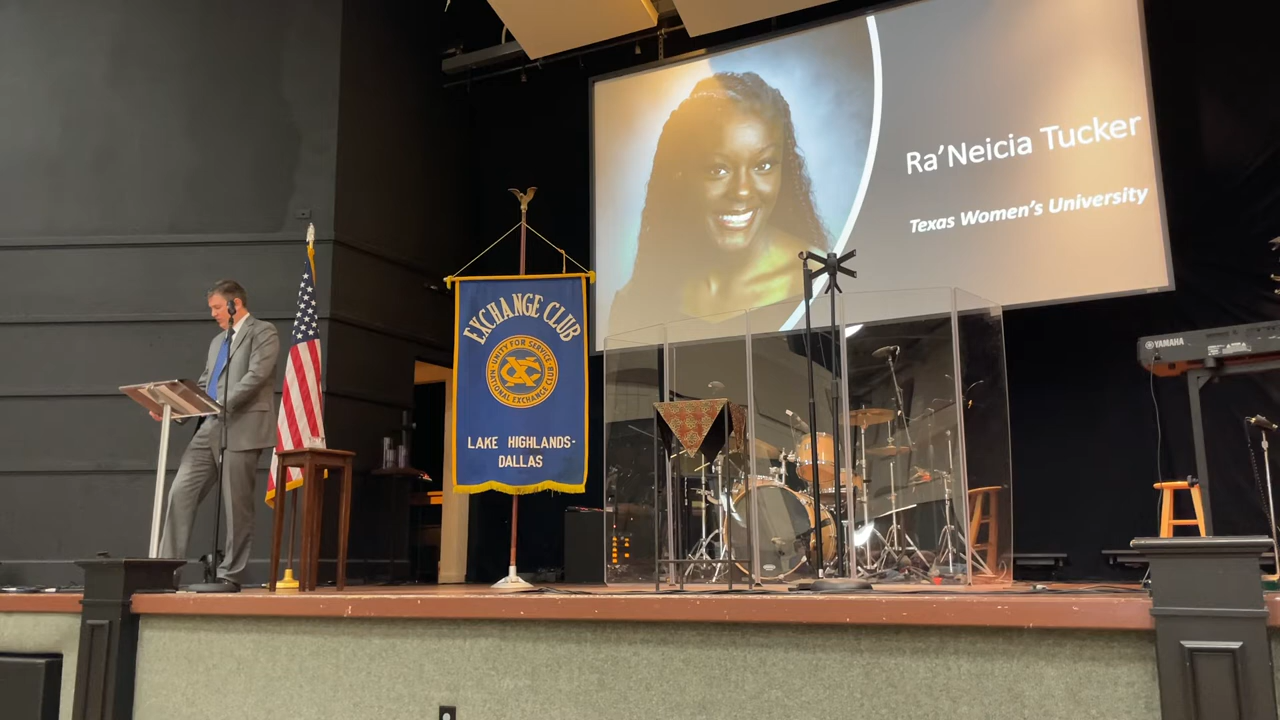 Ra'Neicia Tucker
Texas Women's University
EXCHANGE CLUB
UNITY FOR SERVICE
NATIONAL EXCHANGE CLUB
LAKE HIGHLANDS-
DALLAS
YAMAHA